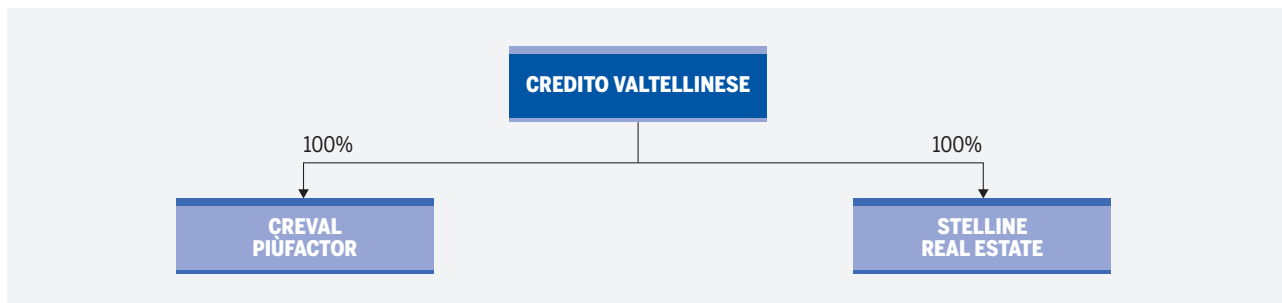 CREDITO VALTELLINESE
100%
100%
CREVAL
PIÙFACTOR
STELLINE
REAL ESTATE